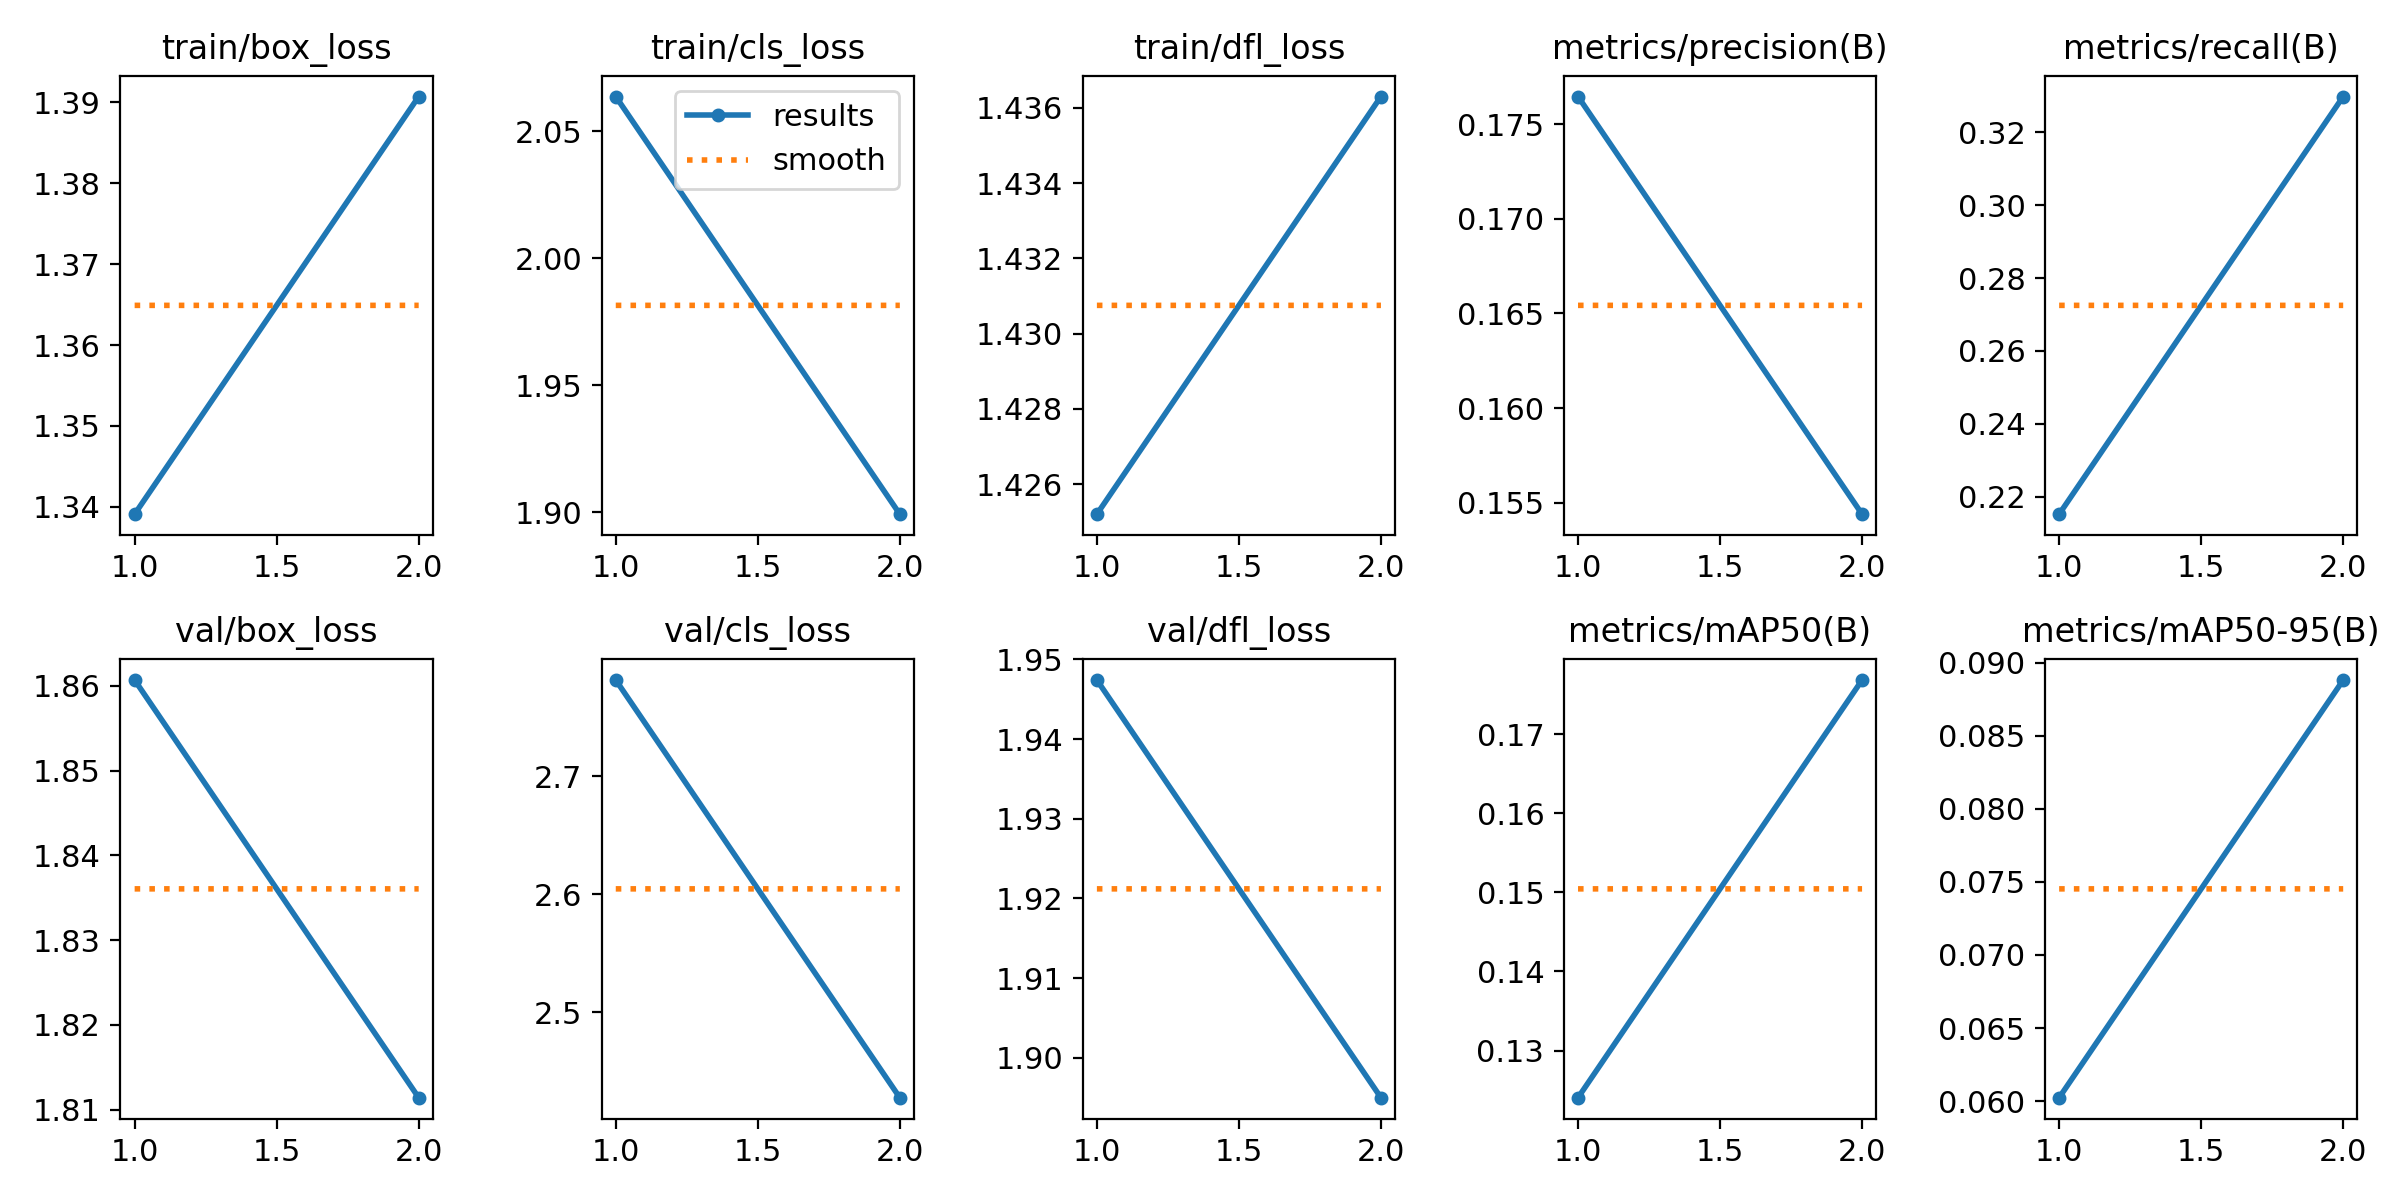 train/box_loss
1.39
1.38
1.37
1.36
1.35
1.34
1.0 1.5 2.0
train/cls_loss
results
smooth
2.05
2.00
1.95
1.90
1.0 1.5 2.0
train/dfl_loss
1.436
1.434
1.432
1.430
1.428
1.426
1.0 1.5 2.0
metrics/precision(B)
0.175
0.170
0.165
0.160
0.155
1.0 1.5 2.0
metrics/recall(B)
0.32
0.30
0.28
0.26
0.24
0.22
1.0 1.5 2.0
val/box_loss
1.86
1.85
1.84
1.83
1.82
1.81
1.0 1.5 2.0
val/cls_loss
2.7
2.6
2.5
1.0 1.5 2.0
val/dfl_loss
1.95
1.94
1.93
1.92
1.91
1.90
1.0 1.5 2.0
metrics/mAP50(B)
0.17
0.16
0.15
0.14
0.13
1.0 1.5 2.0
metrics/mAP50-95(B)
0.090
0.085
0.080
0.075
0.070
0.065
0.060
1.0 1.5 2.0